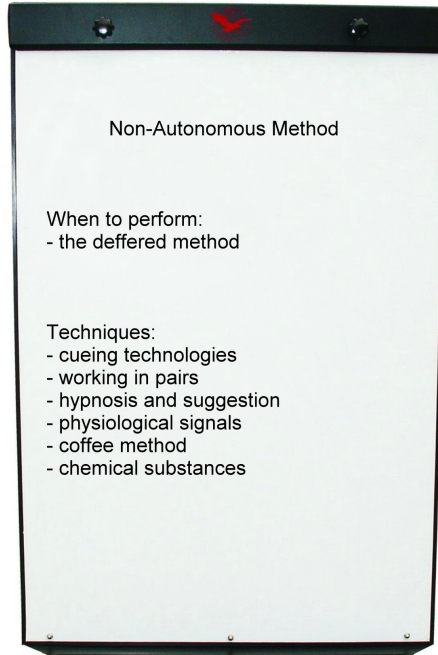 Non-Autonomous Method
When to perform:
- the deffered method
Techniques:
- cueing technologies
- working in pairs
- hypnosis and suggestion
- physiological signals
- coffee method
- chemical substances